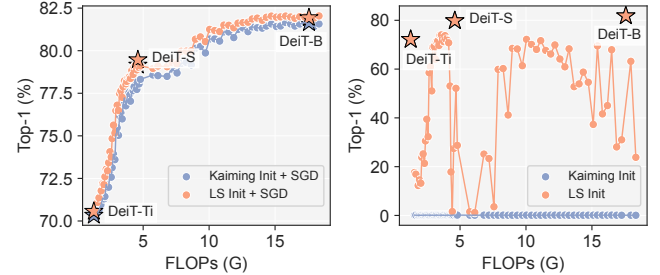 82.5
80.0
77.5
75.0
72.5
70.0
Top-1 (%)
5
10
15
FLOPs (G)
DeiT-Ti
DeiT-S
DeiT-B
Kaiming Init + SGD
LS Init + SGD
80
60
40
20
0
Top-1 (%)
5
10
15
FLOPs (G)
DeiT-Ti
DeiT-S
DeiT-B
Kaiming Init
LS Init